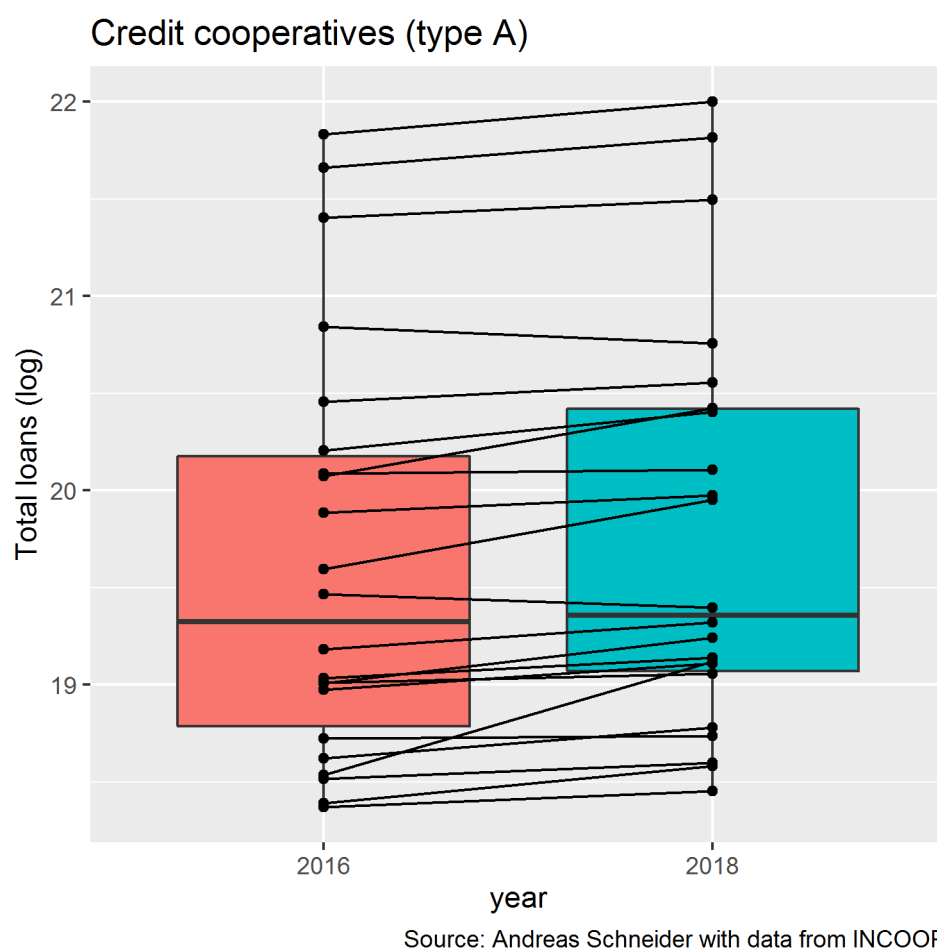 Credit cooperatives (type A)
22
21
20
19
Total loans (log)
2016
2018
year
Source: Andreas Schneider with data from